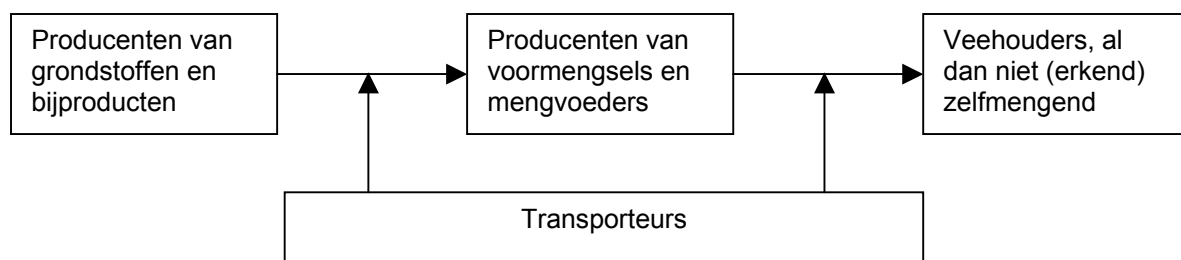 Producenten van
grondstoffen en
bijproducten
Producenten van
voormengsels en
mengvoeders
Veehouders, al
dan niet (erkend)
zelfmengend
Transporteurs